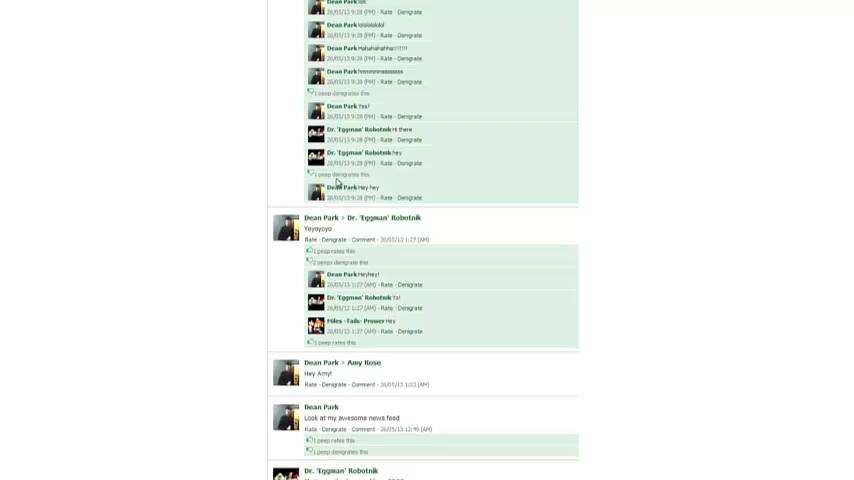 Dean Park lok
26/05/13 9:28 (PM) · Rate · Denigrate
Dean Park lolololololol
26/05/13 9:28 (PM) · Rate · Denigrate
Dean Park Hahahahahha!!!!!!!
26/05/13 9:28 (PM) · Rate · Denigrate
Dean Park hmmmmmssssssss
26/05/13 9:28 (PM) · Rate · Denigrate
1 peep denigrates this
Dean Park Yea!
26/05/13 9:28 (PM) · Rate · Denigrate
Dr. 'Eggman' Robotnik Hi there
26/05/13 9:28 (PM) · Rate · Denigrate
Dr. 'Eggman' Robotnik hey
26/05/13 9:28 (PM) · Rate · Denigrate
1 peep denigrates this
Dean Park Hey hey
26/05/13 9:28 (PM) · Rate · Denigrate
Dean Park > Dr. 'Eggman' Robotnik
Yoyoyoyo
Rate · Denigrate · Comment · 26/05/13 1:27 (AM)
1 peep rates this
2 peeps denigrate this
Dean Park Heyhey!
26/05/13 1:27 (AM) · Rate · Denigrate
Dr. 'Eggman' Robotnik Yo!
26/05/13 1:27 (AM) · Rate · Denigrate
Miles -Tails- Prower Hey
26/05/13 1:27 (AM) · Rate · Denigrate
1 peep rates this
Dean Park > Amy Rose
Hey Amy!
Rate · Denigrate · Comment · 26/05/13 1:03 (AM)
Dean Park
Look at my awesome news feed
Rate · Denigrate · Comment · 26/05/13 12:49 (AM)
1 peep rates this
1 peep denigrates this
Dr. 'Eggman' Robotnik